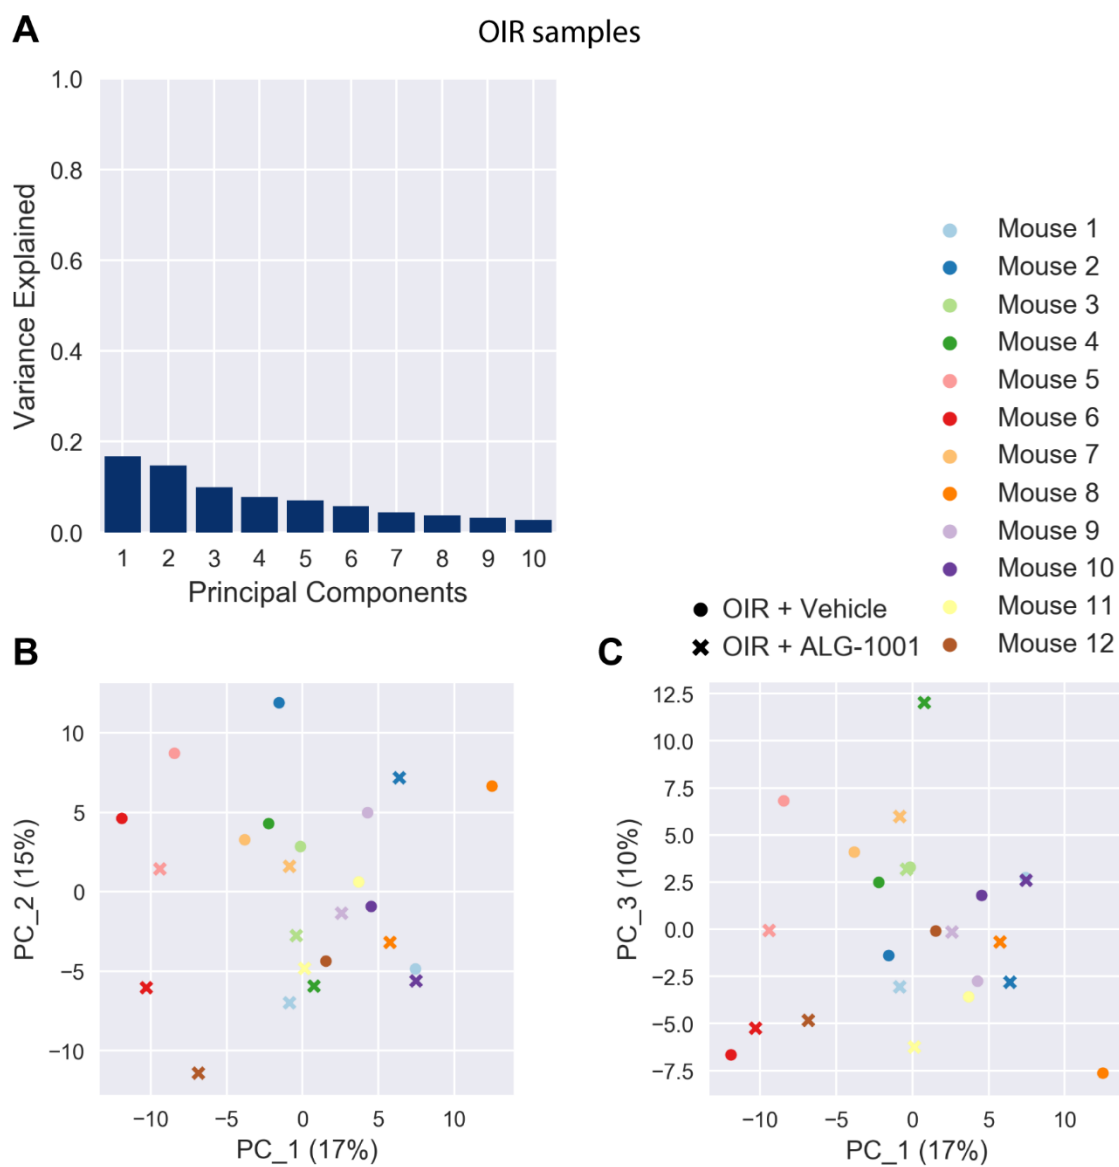 A
OIR samples
1.0
0.8
0.6
0.4
0.2
0.0
Variance Explained
1 2 3 4 5 6 7 8 9 10
Principal Components
Mouse 1
Mouse 2
Mouse 3
Mouse 4
Mouse 5
Mouse 6
Mouse 7
Mouse 8
Mouse 9
Mouse 10
Mouse 11
Mouse 12
OIR + Vehicle
OIR + ALG-1001
B
10
5
0
−5
−10
PC_2 (15%)
−10 −5 0 5 10
PC_1 (17%)
C
12.5
10.0
7.5
5.0
2.5
0.0
−2.5
−5.0
−7.5
PC_3 (10%)
−10 −5 0 5 10
PC_1 (17%)